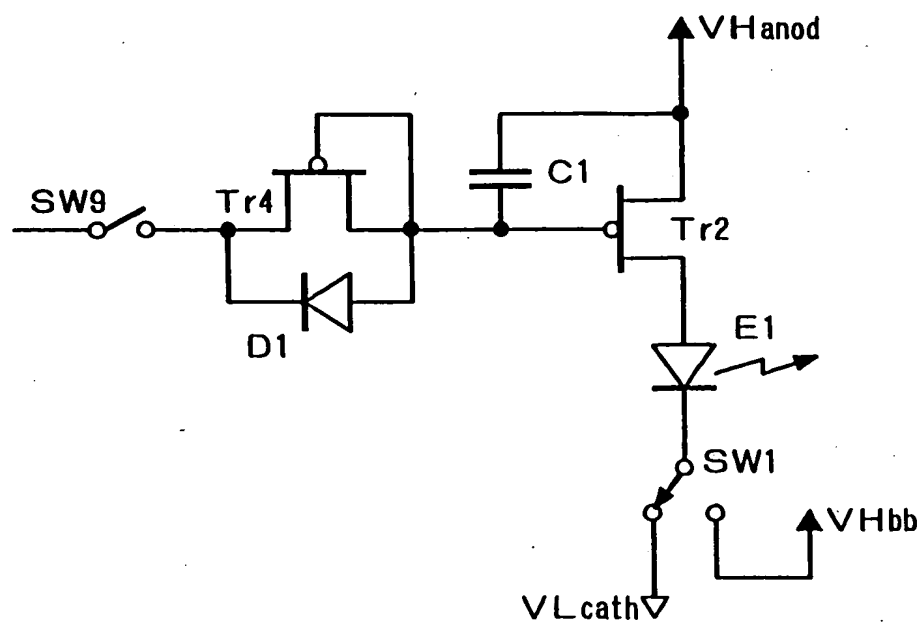 VHanod
C1
SW9
Tr4
Tr2
D1
E1
SW1
VHbb
VLcath